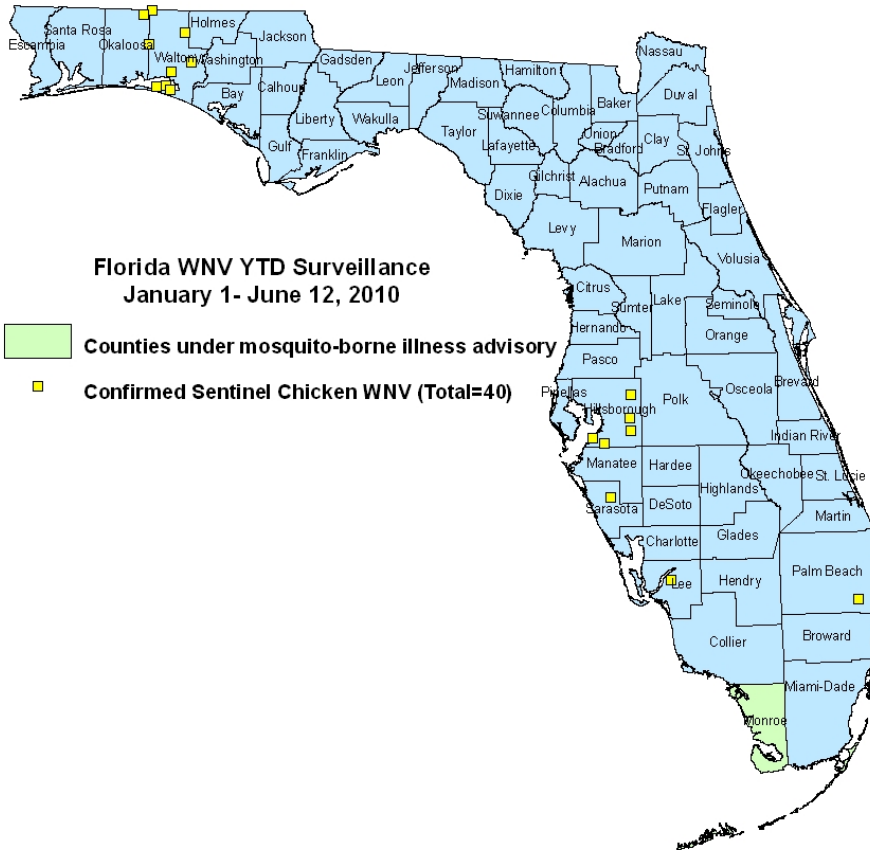 Escambia
Santa Rosa
Okaloosa
Walton
Holmes
Washington
Jackson
Bay
Calhoun
Gulf
Liberty
Franklin
Gadsden
Leon
Wakulla
Jefferson
Madison
Taylor
Hamilton
Suwannee
Lafayette
Dixie
Columbia
Gilchrist
Baker
Union
Bradford
Alachua
Nassau
Duval
Clay
St. Johns
Putnam
Flagler
Levy
Marion
Volusia
Florida WNV YTD Surveillance
January 1- June 12, 2010
Counties under mosquito-borne illness advisory
Confirmed Sentinel Chicken WNV (Total=40)
Citrus
Sumter
Lake
Seminole
Hernando
Orange
Pasco
Pinellas
Hillsborough
Polk
Osceola
Brevard
Indian River
Manatee
Hardee
Highlands
Okeechobee
St. Lucie
Sarasota
DeSoto
Martin
Charlotte
Glades
Lee
Hendry
Palm Beach
Collier
Broward
Monroe
Miami-Dade